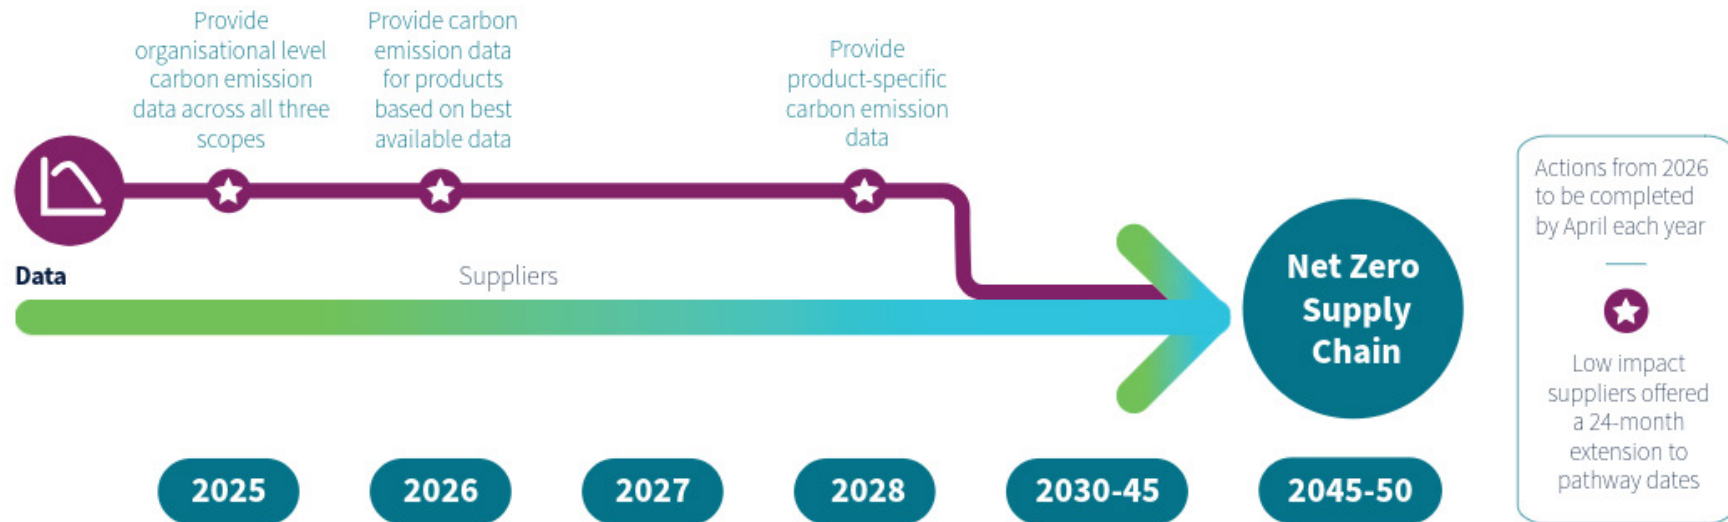 Provide
organisational level
carbon emission
data across all three
scopes
Provide carbon
emission data
for products
based on best
available data
Provide
product-specific
carbon emission
data
Data
Suppliers
Net Zero
Supply
Chain
2025
2026
2027
2028
2030-45
2045-50
Actions from 2026
to be completed
by April each year
Low impact
suppliers offered
a 24-month
extension to
pathway dates